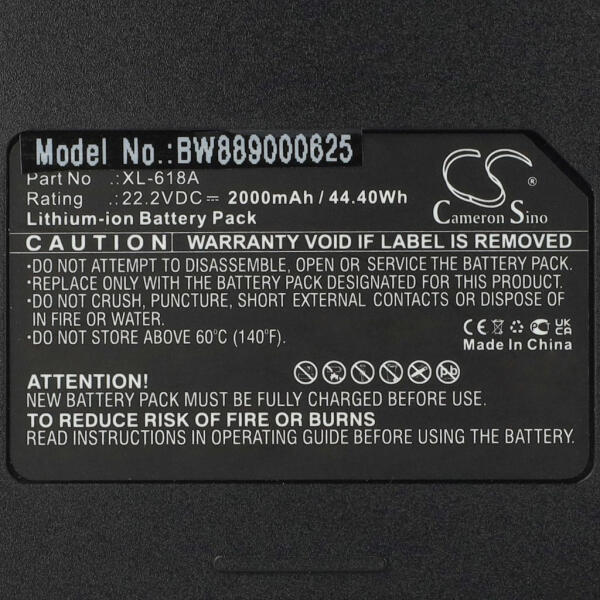 Model No.:BW889000625
Part No .:XL-618A
Rating .:22.2VDC⎓ 2000mAh / 44.40Wh
Lithium-ion Battery Pack
CS
Cameron Sino
CAUTION WARRANTY VOID IF LABEL IS REMOVED
•DO NOT ATTEMPT TO DISASSEMBLE, OPEN OR SERVICE THE BATTERY PACK.
•REPLACE ONLY WITH THE BATTERY PACK DESIGNATED FOR THIS PRODUCT.
•DO NOT CRUSH, PUNCTURE, SHORT EXTERNAL CONTACTS OR DISPOSE OF
IN FIRE OR WATER.
•DO NOT STORE ABOVE 60°C (140°F).
CE UKCA
Made In China
ATTENTION!
NEW BATTERY PACK MUST BE FULLY CHARGED BEFORE USE.
TO REDUCE RISK OF FIRE OR BURNS
READ INSTRUCTIONS IN OPERATING GUIDE BEFORE BATTERY USE.